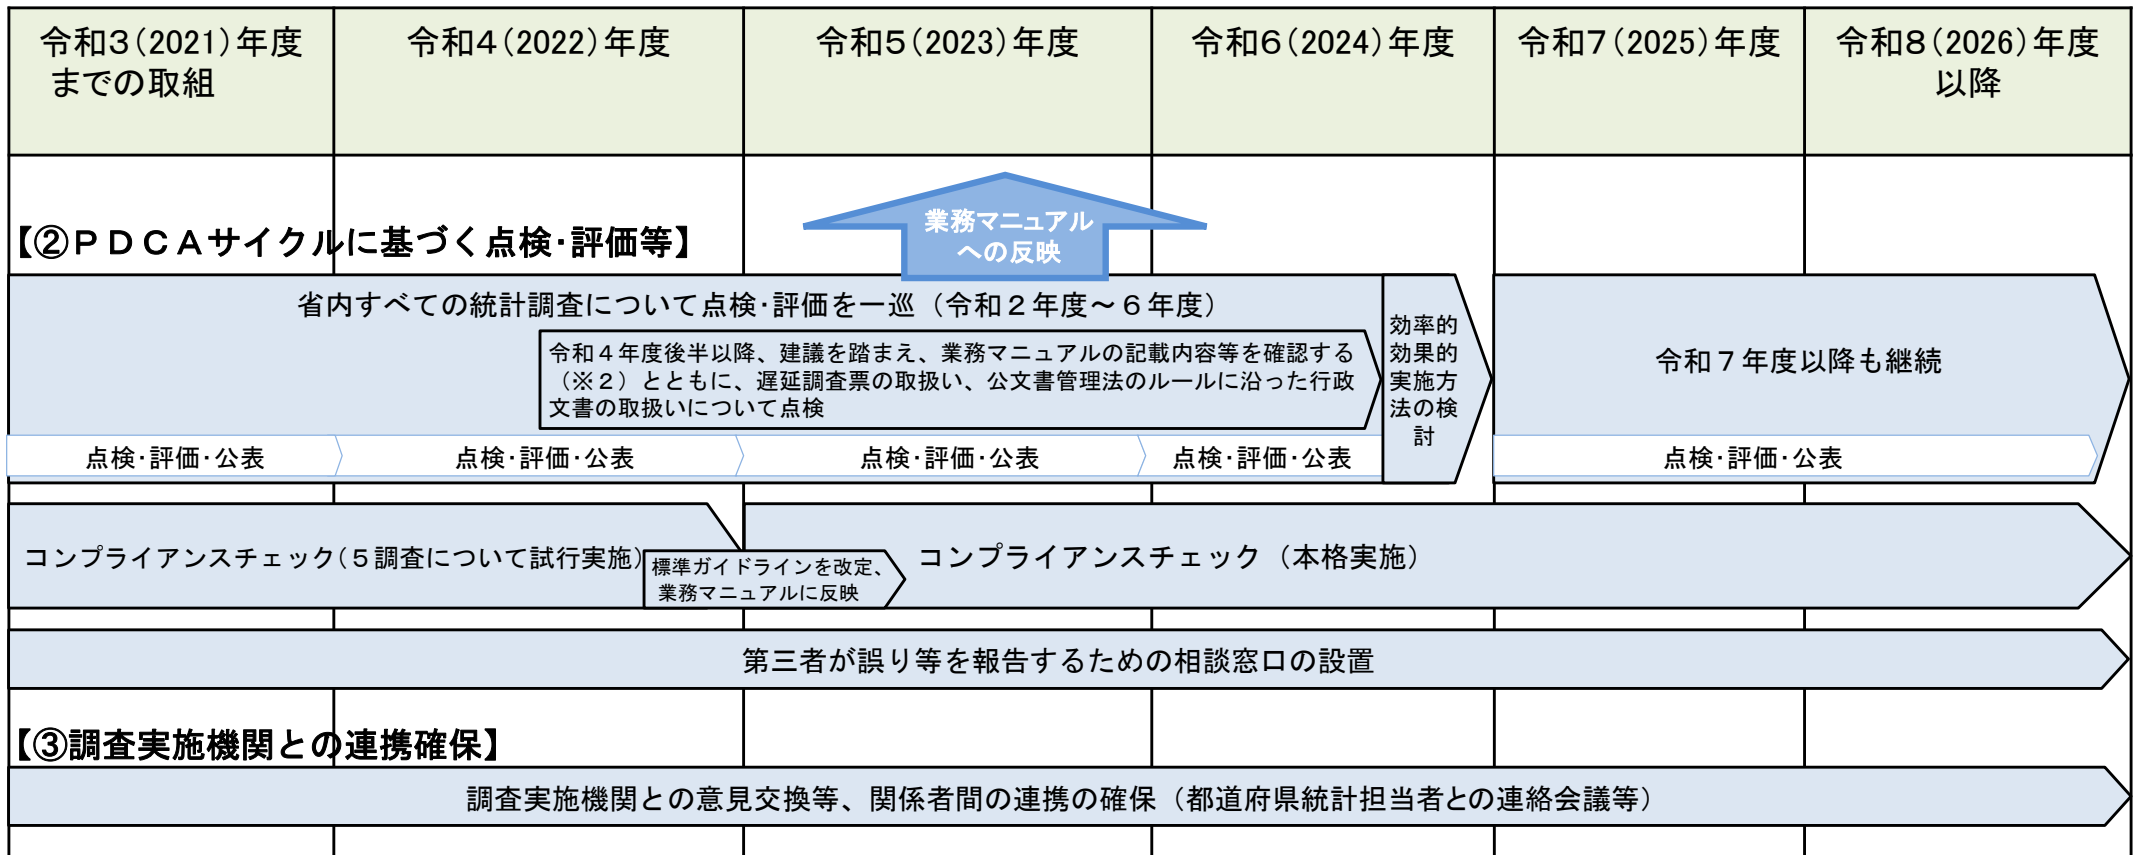 令和3(2021)年度
までの取組
令和4(2022)年度
令和5(2023)年度
令和6(2024)年度
令和7(2025)年度
令和8(2026)年度
以降
業務マニュアル
への反映
【②ＰＤＣＡサイクルに基づく点検･評価等】
省内すべての統計調査について点検･評価を一巡（令和２年度～６年度）
令和４年度後半以降、建議を踏まえ、業務マニュアルの記載内容等を確認する
（※２）とともに、遅延調査票の取扱い、公文書管理法のルールに沿った行政
文書の取扱いについて点検
効率的
効果的
実施方
法の検
討
令和７年度以降も継続
点検･評価･公表
点検･評価･公表
点検･評価･公表
点検･評価･公表
点検･評価･公表
コンプライアンスチェック(５調査について試行実施)
標準ガイドラインを改定、
業務マニュアルに反映
コンプライアンスチェック（本格実施）
第三者が誤り等を報告するための相談窓口の設置
【③調査実施機関との連携確保】
調査実施機関との意見交換等、関係者間の連携の確保（都道府県統計担当者との連絡会議等）